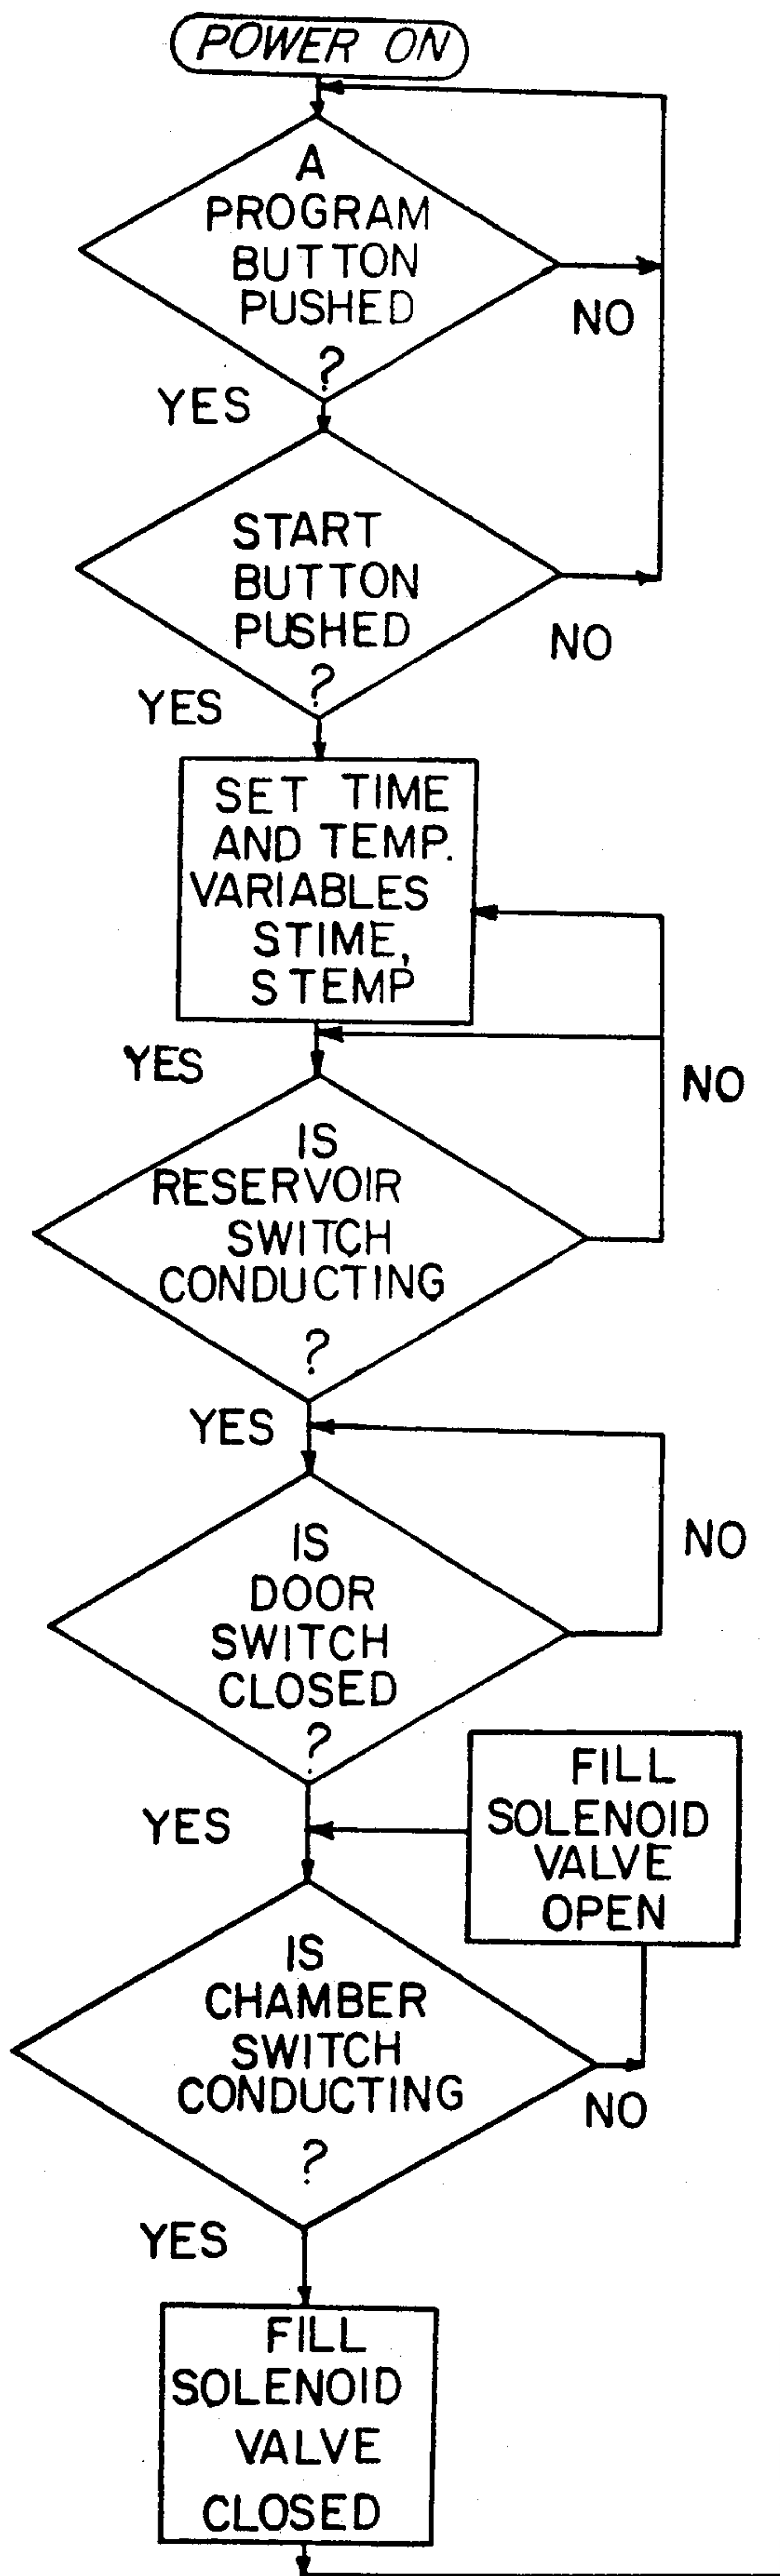 POWER ON
A
PROGRAM
BUTTON
PUSHED
?
NO
YES
START
BUTTON
PUSHED
?
NO
YES
SET TIME
AND TEMP.
VARIABLES
STIME,
STEMP
YES
NO
IS
RESERVOIR
SWITCH
CONDUCTING
?
YES
IS
DOOR
SWITCH
CLOSED
?
NO
YES
FILL
SOLENOID
VALVE
OPEN
IS
CHAMBER
SWITCH
CONDUCTING
?
NO
YES
FILL
SOLENOID
VALVE
CLOSED